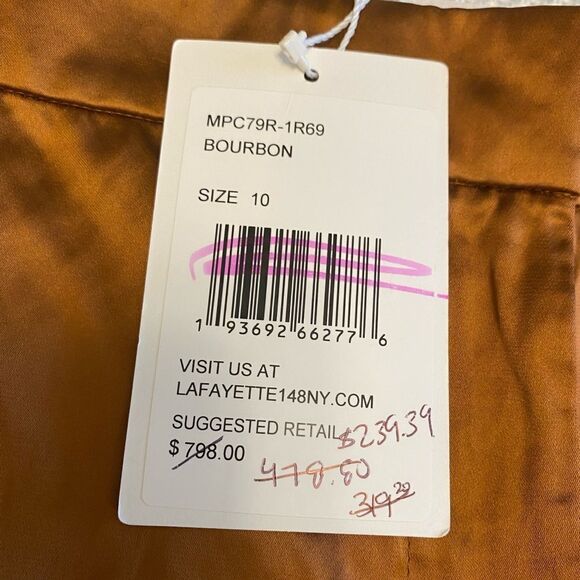 MPC79R-1R69
BOURBON
SIZE 10
1 93692 66277 6
VISIT US AT
LAFAYETTE148NY.COM
SUGGESTED RETAIL
$239.39
$798.00
478.80
319.20